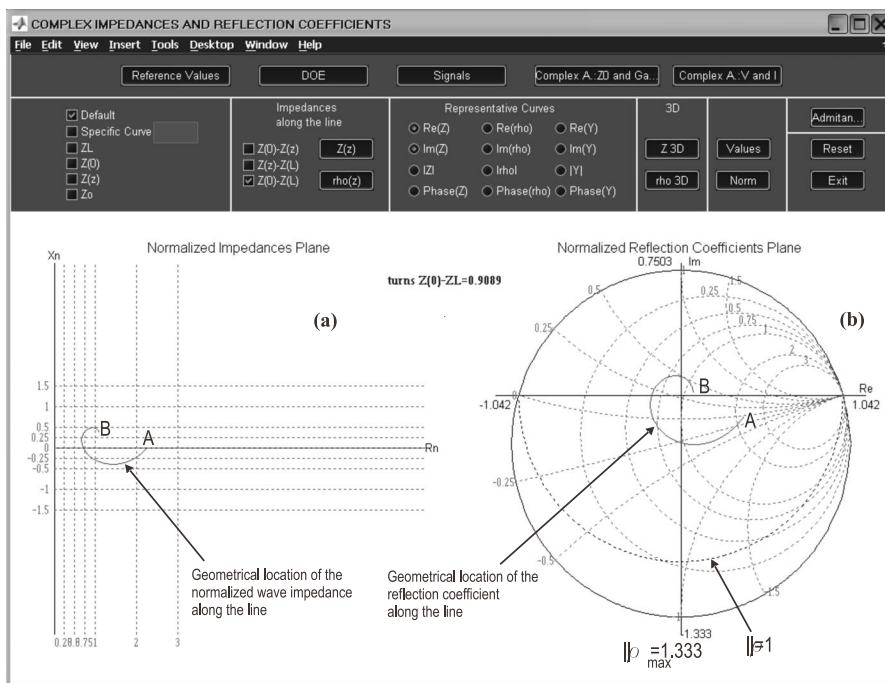 COMPLEX IMPEDANCES AND REFLECTION COEFFICIENTS
File Edit View Insert Tools Desktop Window Help
Reference Values
DOE
Signals
Complex A.:Z0 and Ga...
Complex A.:V and I
Default
Specific Curve
ZL
Z(0)
Z(z)
Zo
Impedances
along the line
Z(0)-Z(z)
Z(z)-Z(L)
Z(0)-Z(L)
Z(z)
rho(z)
Representative Curves
Re(Z) Re(rho) Re(Y)
Im(Z) Im(rho) Im(Y)
|Z| |rho| |Y|
Phase(Z) Phase(rho) Phase(Y)
3D
Z 3D
rho 3D
Values
Norm
Admitan...
Reset
Exit
Normalized Impedances Plane
Xn
turns Z(0)-ZL=0.9089
(a)
1.5
1
0.5
0.25
0
-0.25
-0.5
-1
-1.5
B
A
Rn
Geometrical location of the
normalized wave impedance
along the line
1
2
3
Normalized Reflection Coefficients Plane
0.7503
Im
(b)
1
0.5
0.25
0
-0.25
-0.5
1.5
0.25
0.5
0.75
1
2
3
Re
-1.042
1.042
B
A
Geometrical location of the
reflection coefficient
along the line
-1.5
1
-1.333
=1.333
max